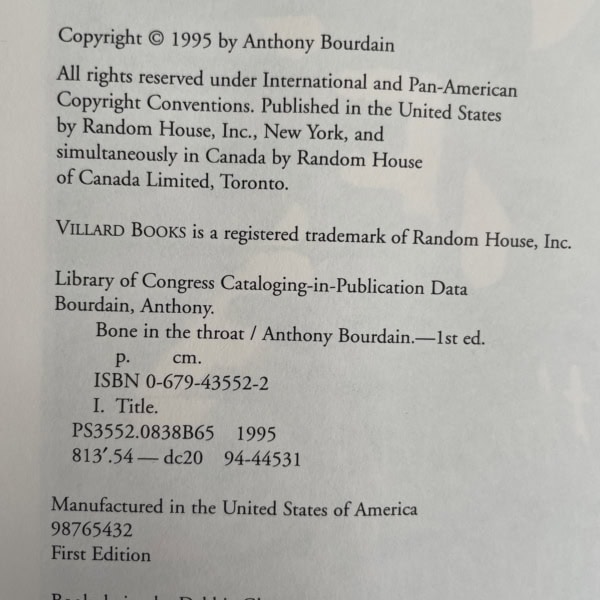 Copyright © 1995 by Anthony Bourdain
All rights reserved under International and Pan-American
Copyright Conventions. Published in the United States
by Random House, Inc., New York, and
simultaneously in Canada by Random House
of Canada Limited, Toronto.
VILLARD BOOKS is a registered trademark of Random House, Inc.
Library of Congress Cataloging-in-Publication Data
Bourdain, Anthony.
Bone in the throat / Anthony Bourdain.—1st ed.
p. cm.
ISBN 0-679-43552-2
I. Title.
PS3552.0838B65 1995
813′.54 — dc20 94-44531
Manufactured in the United States of America
98765432
First Edition